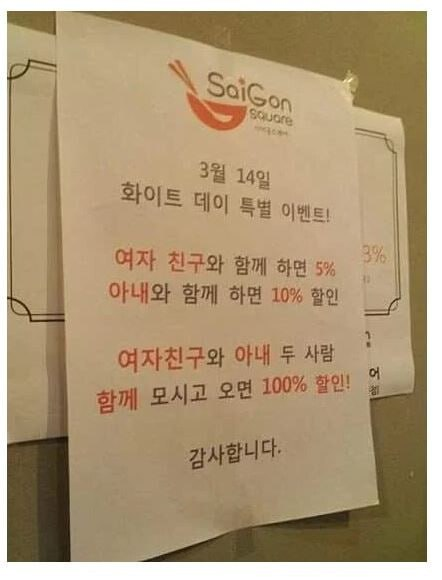 SaiGon
square
3월 14일
화이트 데이 특별 이벤트!
여자 친구와 함께 하면 5%
아내와 함께 하면 10% 할인
여자친구와 아내 두 사람
함께 모시고 오면 100% 할인!
감사합니다.
3%
어